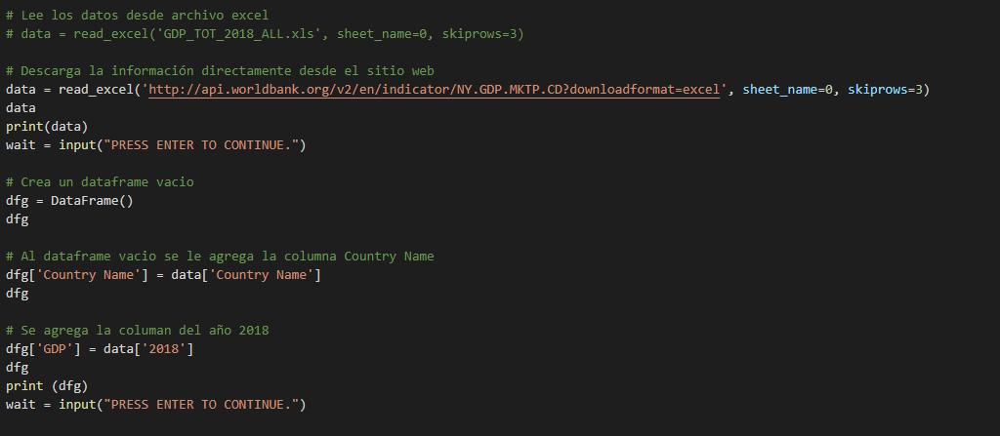 # Lee los datos desde archivo excel
# data = read_excel('GDP_TOT_2018_ALL.xls', sheet_name=0, skiprows=3)
# Descarga la información directamente desde el sitio web
data = read_excel('http://api.worldbank.org/v2/en/indicator/NY.GDP.MKTP.CD?downloadformat=excel', sheet_name=0, skiprows=3)
data
print(data)
wait = input("PRESS ENTER TO CONTINUE.")
# Crea un dataframe vacio
dfg = DataFrame()
dfg
# Al dataframe vacio se le agrega la columna Country Name
dfg['Country Name'] = data['Country Name']
dfg
# Se agrega la columan del año 2018
dfg['GDP'] = data['2018']
dfg
print (dfg)
wait = input("PRESS ENTER TO CONTINUE.")